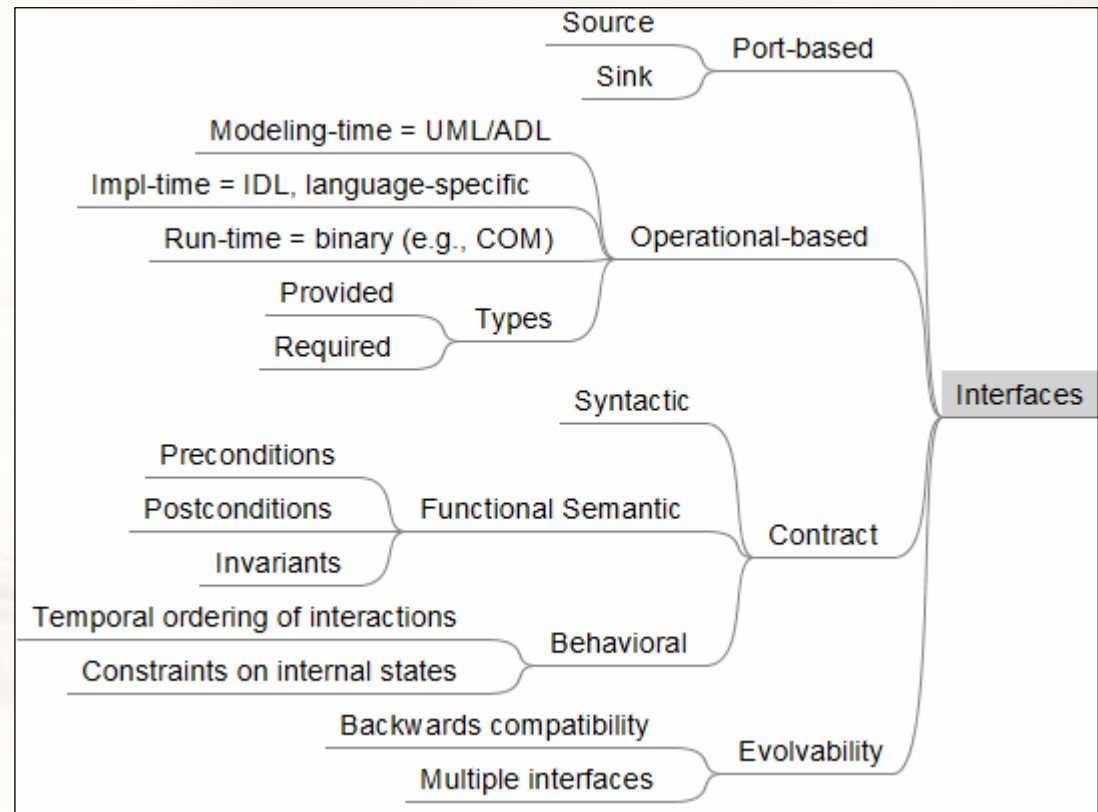 Source
Port-based
Sink
Modeling-time = UML/ADL
Impl-time = IDL, language-specific
Run-time = binary (e.g., COM)
Operational-based
Provided
Types
Required
Interfaces
Syntactic
Preconditions
Postconditions
Functional Semantic
Invariants
Contract
Temporal ordering of interactions
Behavioral
Constraints on internal states
Backwards compatibility
Evolvability
Multiple interfaces